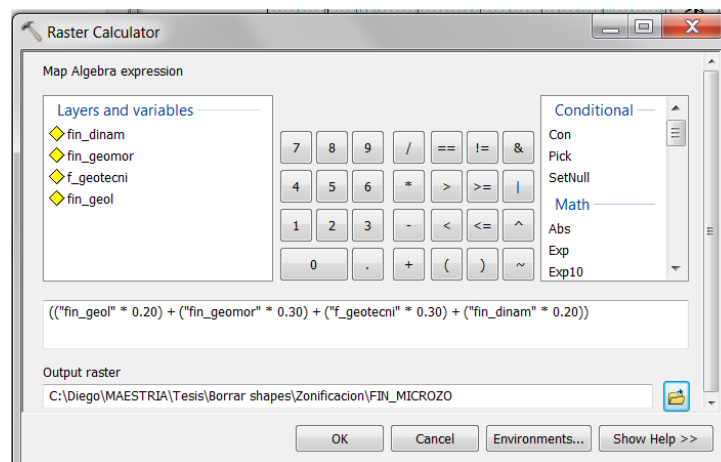 Raster Calculator
Map Algebra expression
Layers and variables
fin_dinam
fin_geomor
f_geotecni
fin_geol
7 8 9 / == != &
4 5 6 * > >= |
1 2 3 - < <= ^
0 . + ( ) ~
Conditional
Con
Pick
SetNull
Math
Abs
Exp
Exp10
(("fin_geol" * 0.20) + ("fin_geomor" * 0.30) + ("f_geotecni" * 0.30) + ("fin_dinam" * 0.20))
Output raster
C:\Diego\MAESTRIA\Tesis\Borrar shapes\Zonificacion\FIN_MICROZO
OK Cancel Environments... Show Help >>